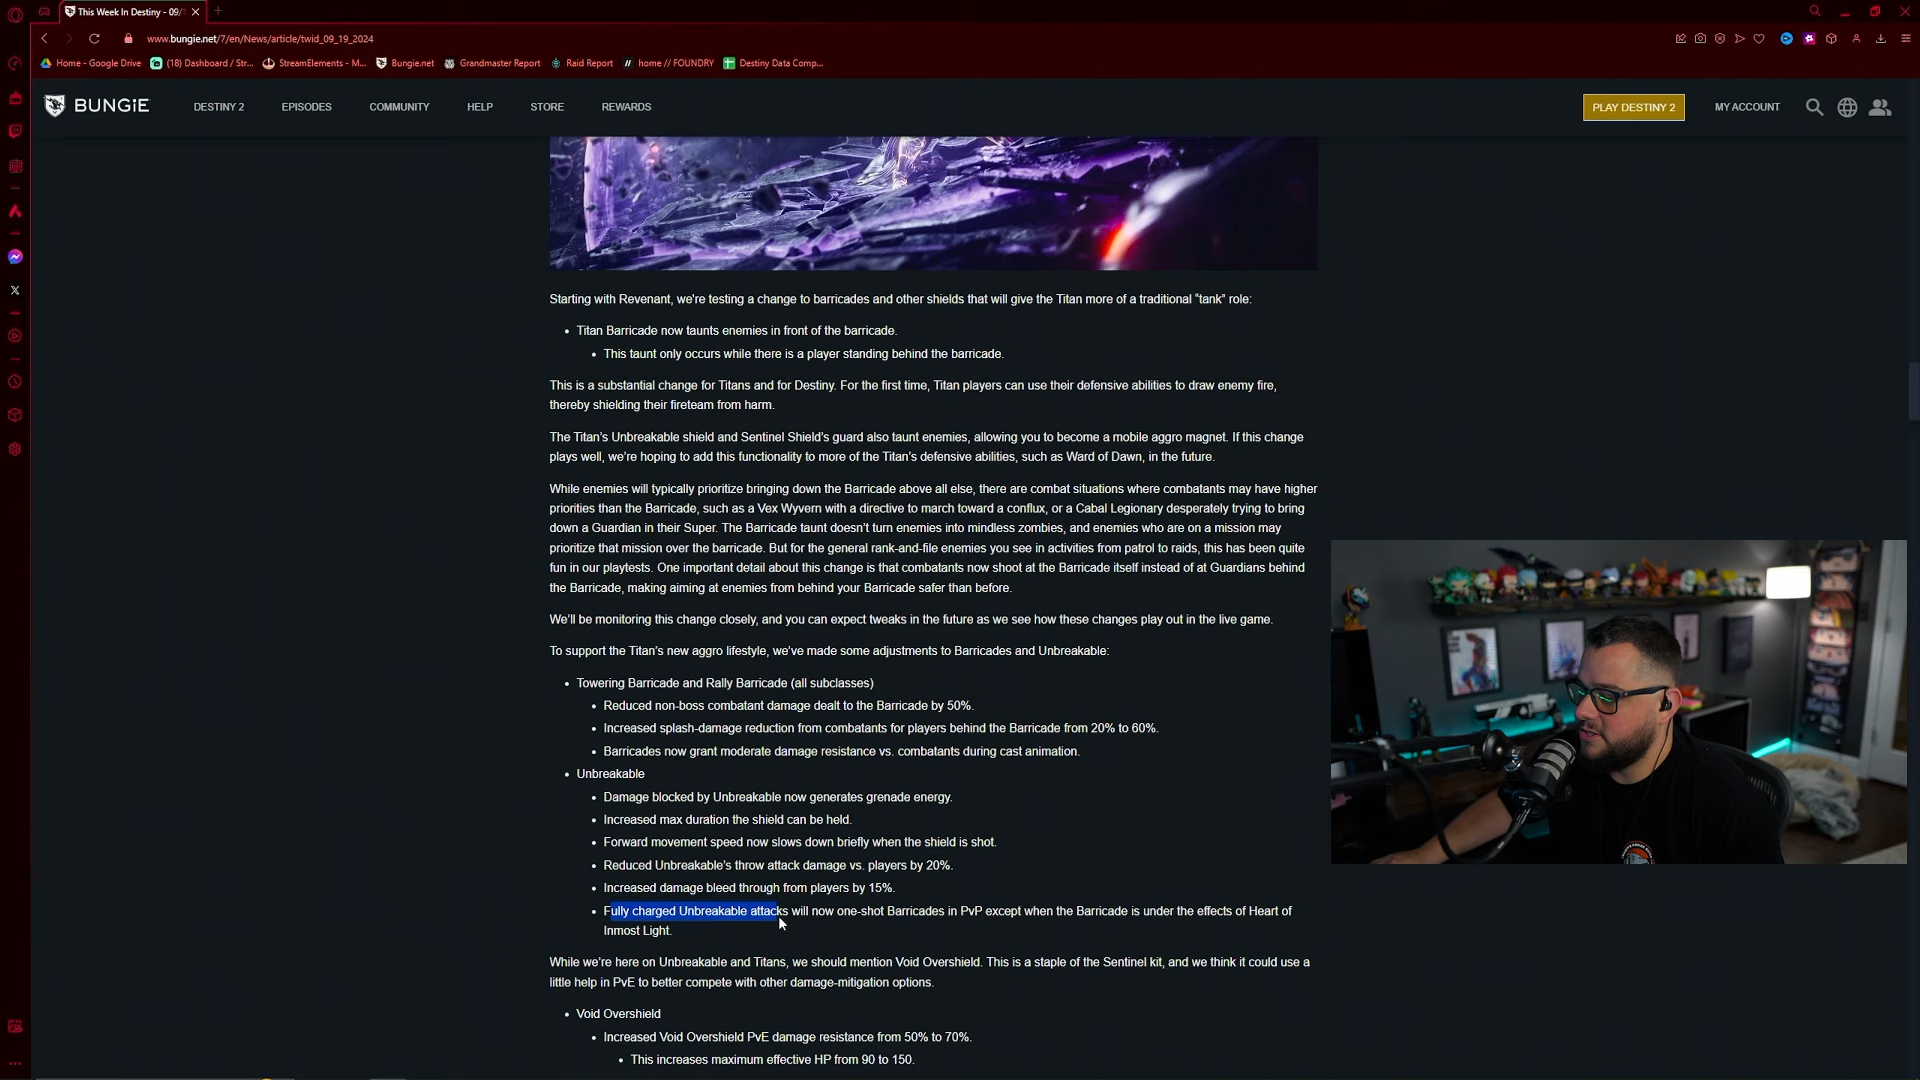 This Week In Destiny - 09/1
www.bungie.net/7/en/News/article/twid_09_19_2024
Home - Google Drive
(18) Dashboard / Str...
StreamElements - M...
Bungie.net
Grandmaster Report
Raid Report
home // FOUNDRY
Destiny Data Comp...
BUNGiE
DESTINY 2
EPISODES
COMMUNITY
HELP
STORE
REWARDS
PLAY DESTINY 2
MY ACCOUNT
Starting with Revenant, we're testing a change to barricades and other shields that will give the Titan more of a traditional “tank” role:
• Titan Barricade now taunts enemies in front of the barricade.
• This taunt only occurs while there is a player standing behind the barricade.
This is a substantial change for Titans and for Destiny. For the first time, Titan players can use their defensive abilities to draw enemy fire,
thereby shielding their fireteam from harm.
The Titan’s Unbreakable shield and Sentinel Shield’s guard also taunt enemies, allowing you to become a mobile aggro magnet. If this change
plays well, we’re hoping to add this functionality to more of the Titan’s defensive abilities, such as Ward of Dawn, in the future.
While enemies will typically prioritize bringing down the Barricade above all else, there are combat situations where combatants may have higher
priorities than the Barricade, such as a Vex Wyvern with a directive to march toward a conflux, or a Cabal Legionary desperately trying to bring
down a Guardian in their Super. The Barricade taunt doesn’t turn enemies into mindless zombies, and enemies who are on a mission may
prioritize that mission over the barricade. But for the general rank-and-file enemies you see in activities from patrol to raids, this has been quite
fun in our playtests. One important detail about this change is that combatants now shoot at the Barricade itself instead of at Guardians behind
the Barricade, making aiming at enemies from behind your Barricade safer than before.
We’ll be monitoring this change closely, and you can expect tweaks in the future as we see how these changes play out in the live game.
To support the Titan’s new aggro lifestyle, we’ve made some adjustments to Barricades and Unbreakable:
• Towering Barricade and Rally Barricade (all subclasses)
• Reduced non-boss combatant damage dealt to the Barricade by 50%.
• Increased splash-damage reduction from combatants for players behind the Barricade from 20% to 60%.
• Barricades now grant moderate damage resistance vs. combatants during cast animation.
• Unbreakable
• Damage blocked by Unbreakable now generates grenade energy.
• Increased max duration the shield can be held.
• Forward movement speed now slows down briefly when the shield is shot.
• Reduced Unbreakable’s throw attack damage vs. players by 20%.
• Increased damage bleed through from players by 15%.
• Fully charged Unbreakable attacks will now one-shot Barricades in PvP except when the Barricade is under the effects of Heart of
Inmost Light.
While we’re here on Unbreakable and Titans, we should mention Void Overshield. This is a staple of the Sentinel kit, and we think it could use a
little help in PvE to better compete with other damage-mitigation options.
• Void Overshield
• Increased Void Overshield PvE damage resistance from 50% to 70%.
• This increases maximum effective HP from 90 to 150.